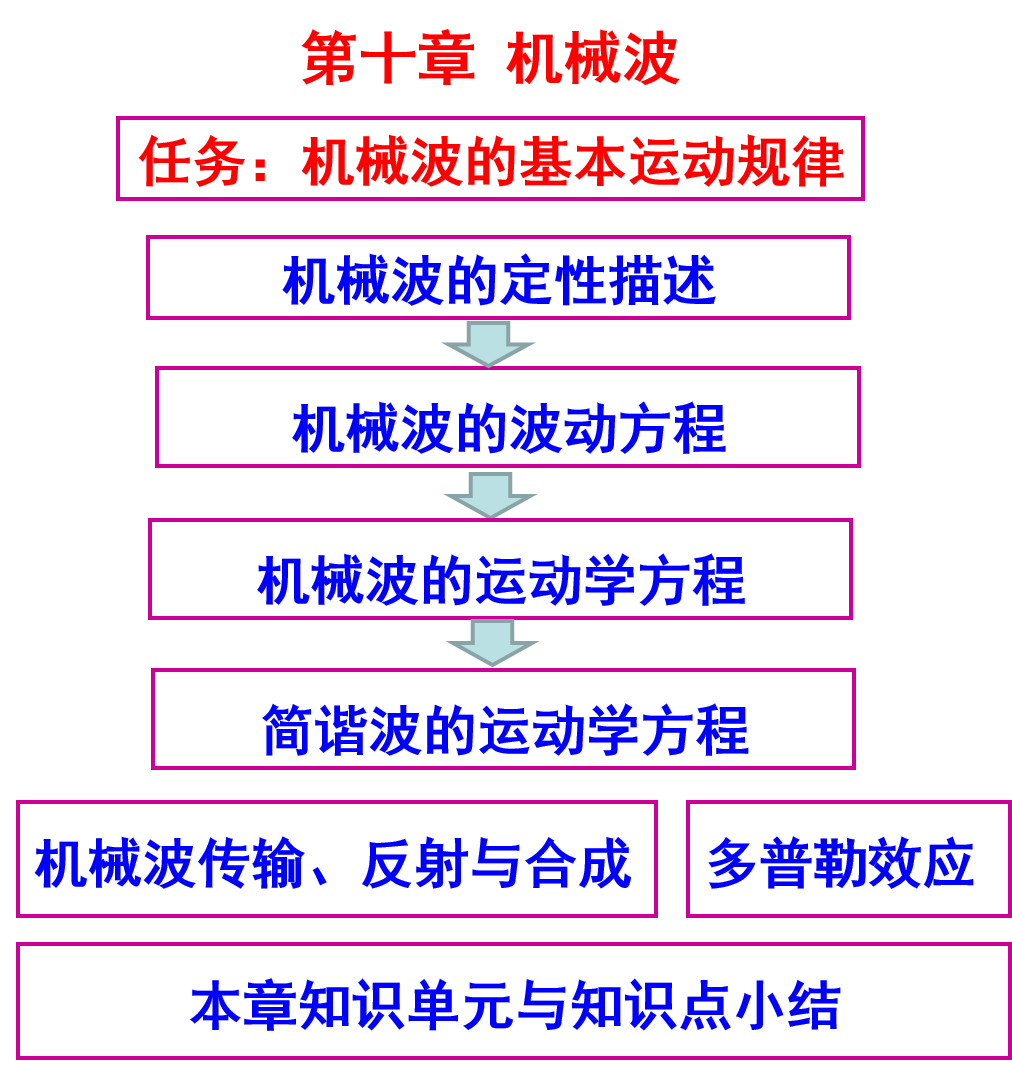 第十章 机械波
任务：机械波的基本运动规律
机械波的定性描述
机械波的波动方程
机械波的运动学方程
简谐波的运动学方程
机械波传输、反射与合成
多普勒效应
本章知识单元与知识点小结